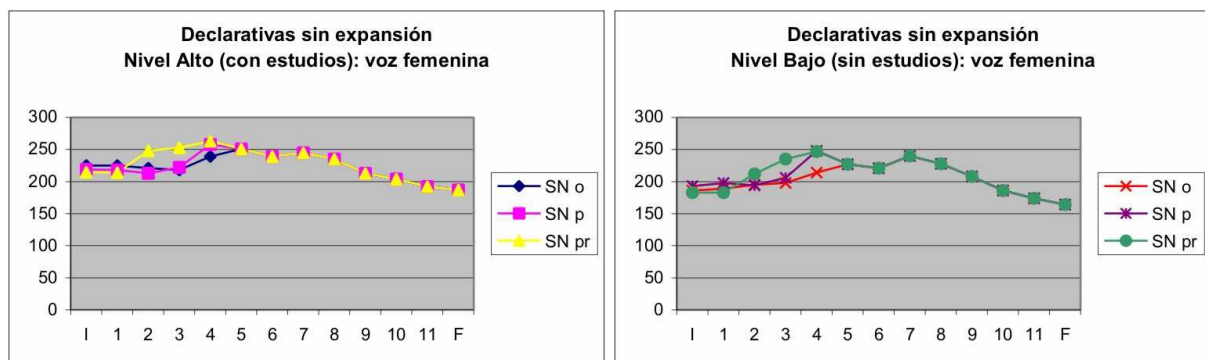 Declarativas sin expansión
Nivel Alto (con estudios): voz femenina
300
250
200
150
100
50
0
I 1 2 3 4 5 6 7 8 9 10 11 F
SN o
SN p
SN pr
Declarativas sin expansión
Nivel Bajo (sin estudios): voz femenina
300
250
200
150
100
50
0
I 1 2 3 4 5 6 7 8 9 10 11 F
SN o
SN p
SN pr